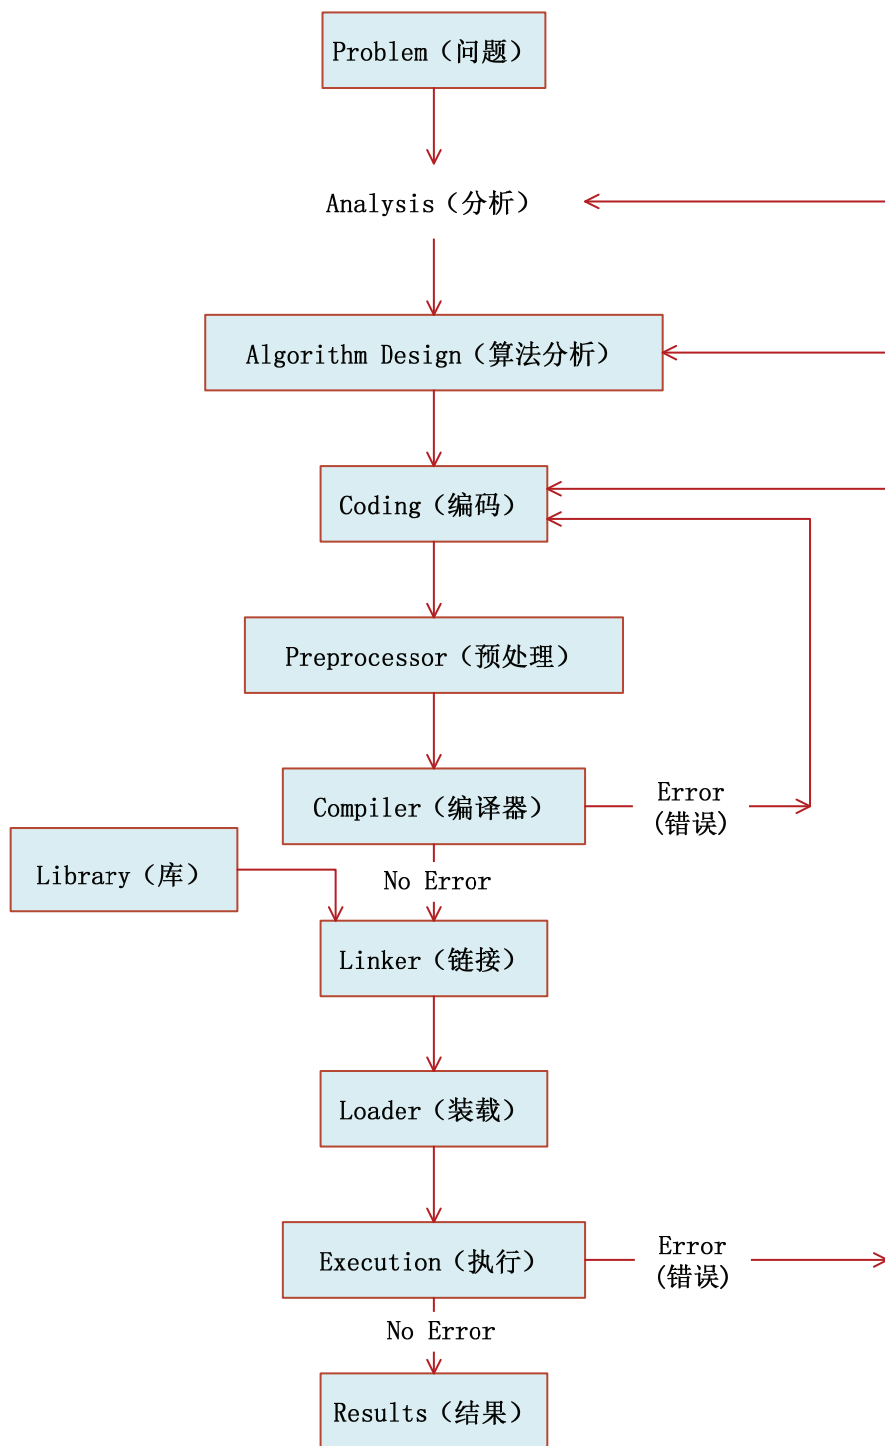 Problem（问题）
Analysis（分析）
Algorithm Design（算法分析）
Coding（编码）
Preprocessor（预处理）
Compiler（编译器）
Error
(错误)
Library（库）
No Error
Linker（链接）
Loader（装载）
Execution（执行）
Error
(错误)
No Error
Results（结果）